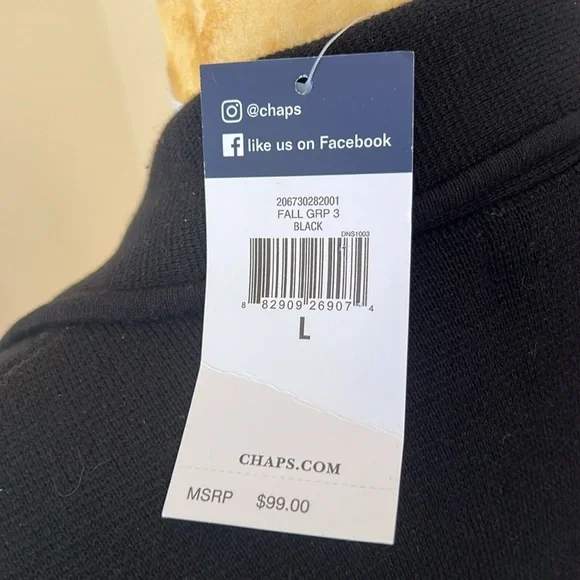 @chaps
like us on Facebook
206730282001
FALL GRP 3
BLACK
DNS1003
8 82909 26907 4
L
CHAPS.COM
MSRP $99.00